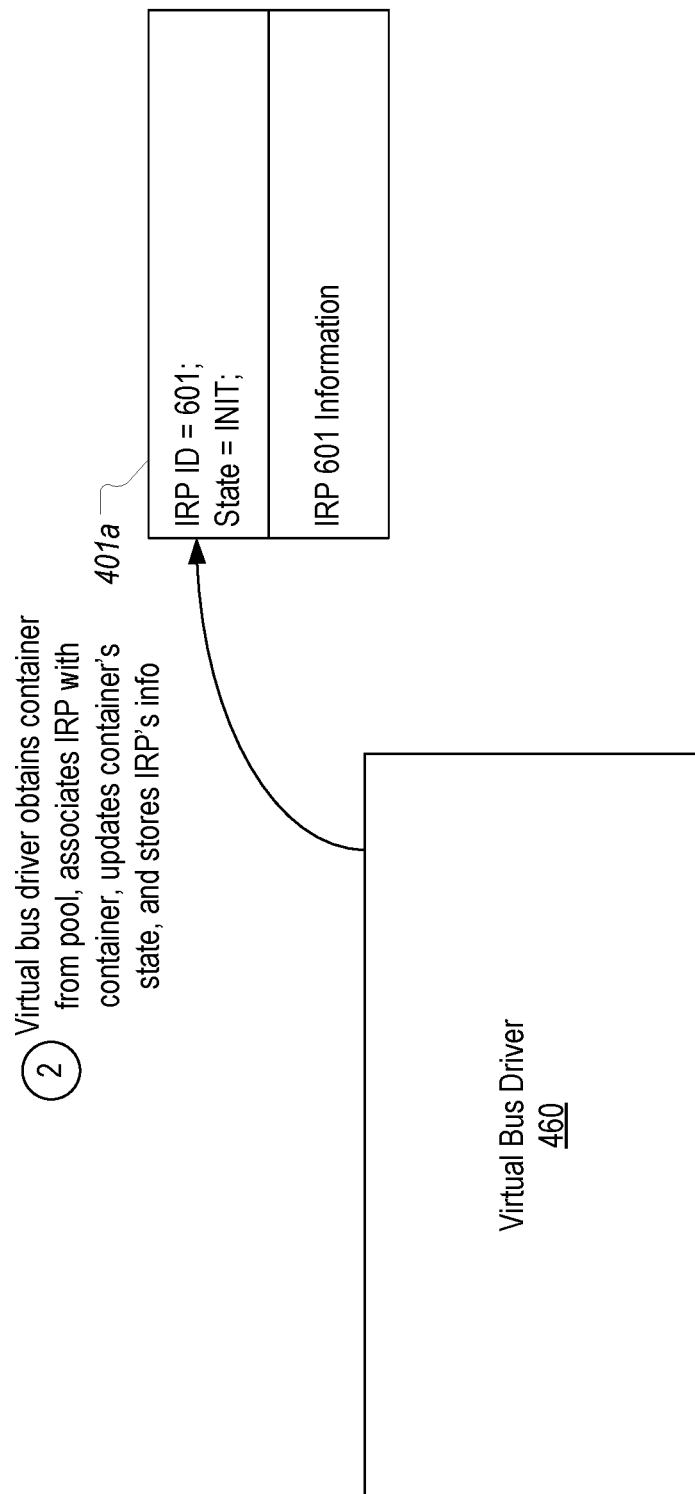 2
Virtual bus driver obtains container
from pool, associates IRP with
container, updates container's
state, and stores IRP's info
401a
IRP ID = 601;
State = INIT;
IRP 601 Information
Virtual Bus Driver
460